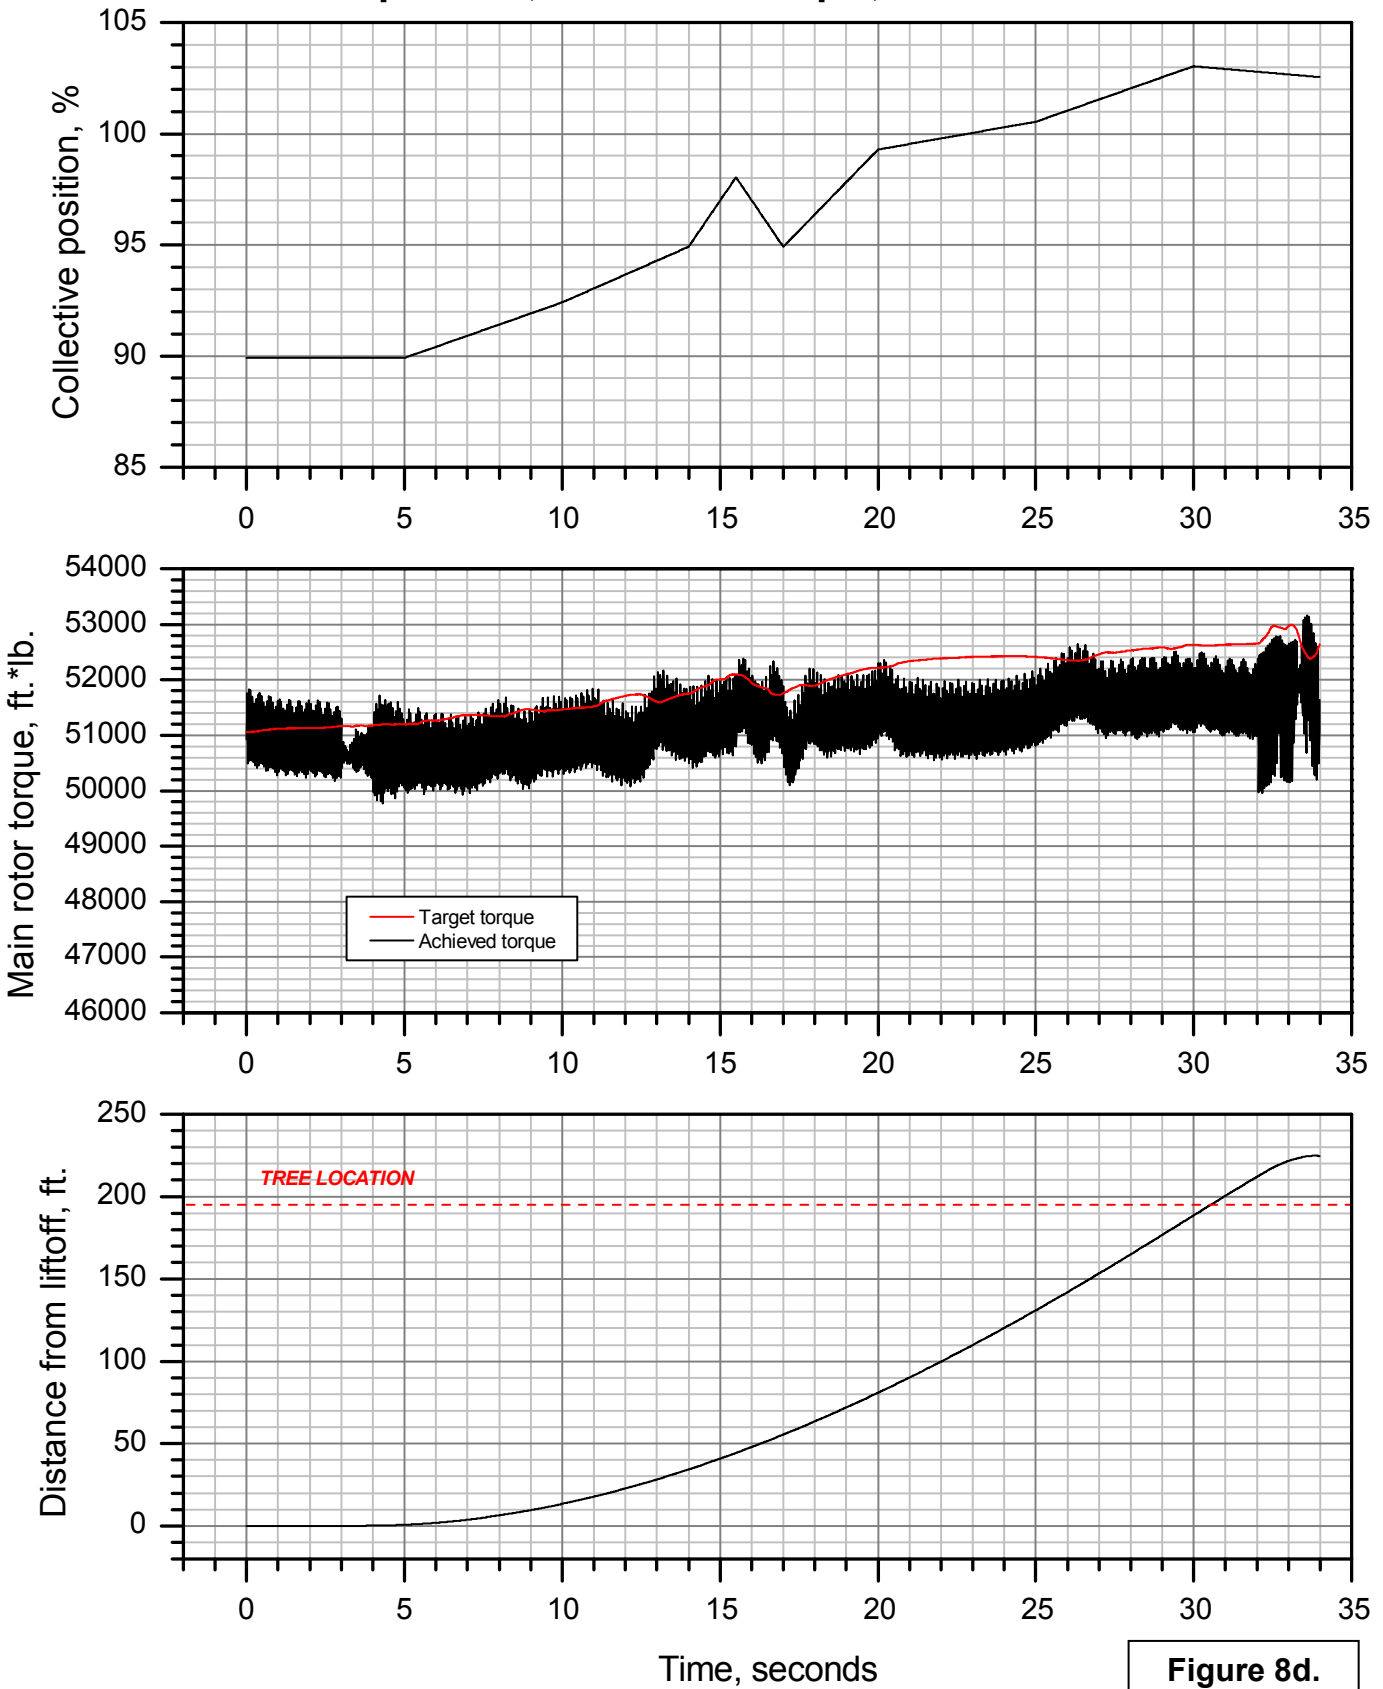 105
100
95
90
85
Collective position, %
0 5 10 15 20 25 30 35
54000
53000
52000
51000
50000
49000
48000
47000
46000
Main rotor torque, ft.*lb.
Target torque
Achieved torque
0 5 10 15 20 25 30 35
250
200
150
100
50
0
Distance from liftoff, ft.
TREE LOCATION
0 5 10 15 20 25 30 35
Time, seconds
Figure 8d.